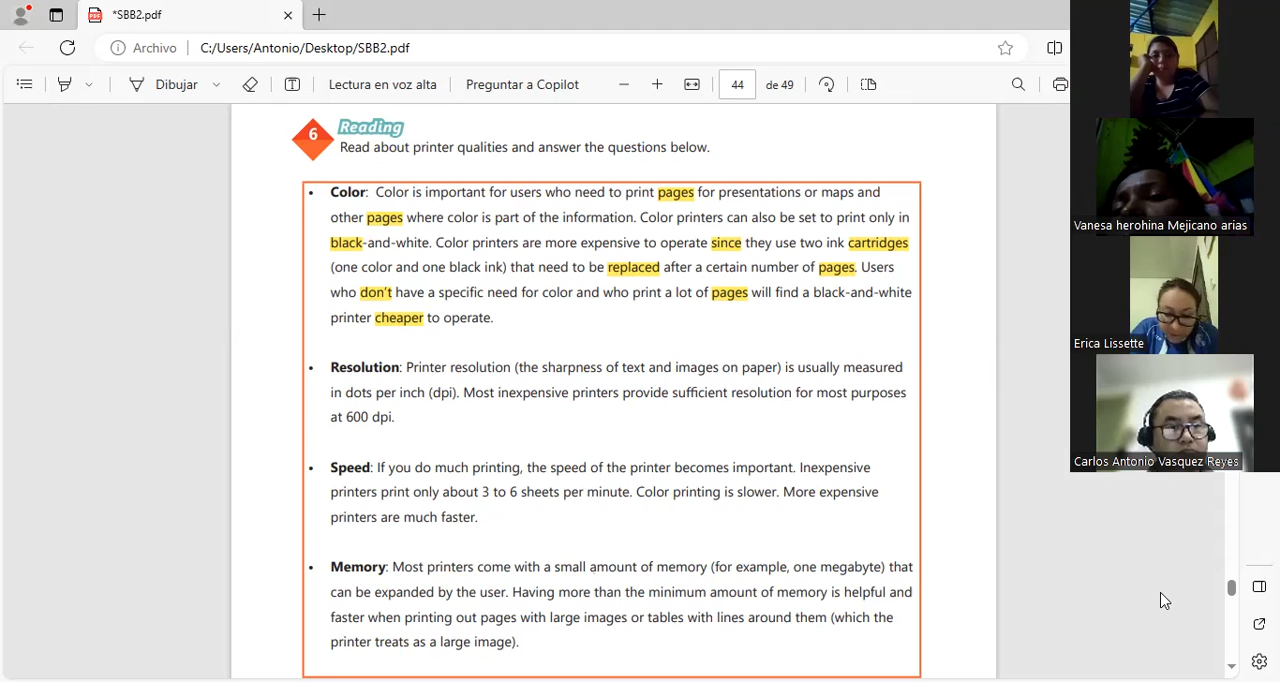 *SBB2.pdf
Archivo
C:/Users/Antonio/Desktop/SBB2.pdf
Dibujar
Lectura en voz alta
Preguntar a Copilot
44
de 49
6
Reading
Read about printer qualities and answer the questions below.
• Color: Color is important for users who need to print pages for presentations or maps and
other pages where color is part of the information. Color printers can also be set to print only in
black-and-white. Color printers are more expensive to operate since they use two ink cartridges
(one color and one black ink) that need to be replaced after a certain number of pages. Users
who don't have a specific need for color and who print a lot of pages will find a black-and-white
printer cheaper to operate.
• Resolution: Printer resolution (the sharpness of text and images on paper) is usually measured
in dots per inch (dpi). Most inexpensive printers provide sufficient resolution for most purposes
at 600 dpi.
• Speed: If you do much printing, the speed of the printer becomes important. Inexpensive
printers print only about 3 to 6 sheets per minute. Color printing is slower. More expensive
printers are much faster.
• Memory: Most printers come with a small amount of memory (for example, one megabyte) that
can be expanded by the user. Having more than the minimum amount of memory is helpful and
faster when printing out pages with large images or tables with lines around them (which the
printer treats as a large image).
Vanesa herohina Mejicano arias
Erica Lissette
Carlos Antonio Vasquez Reyes